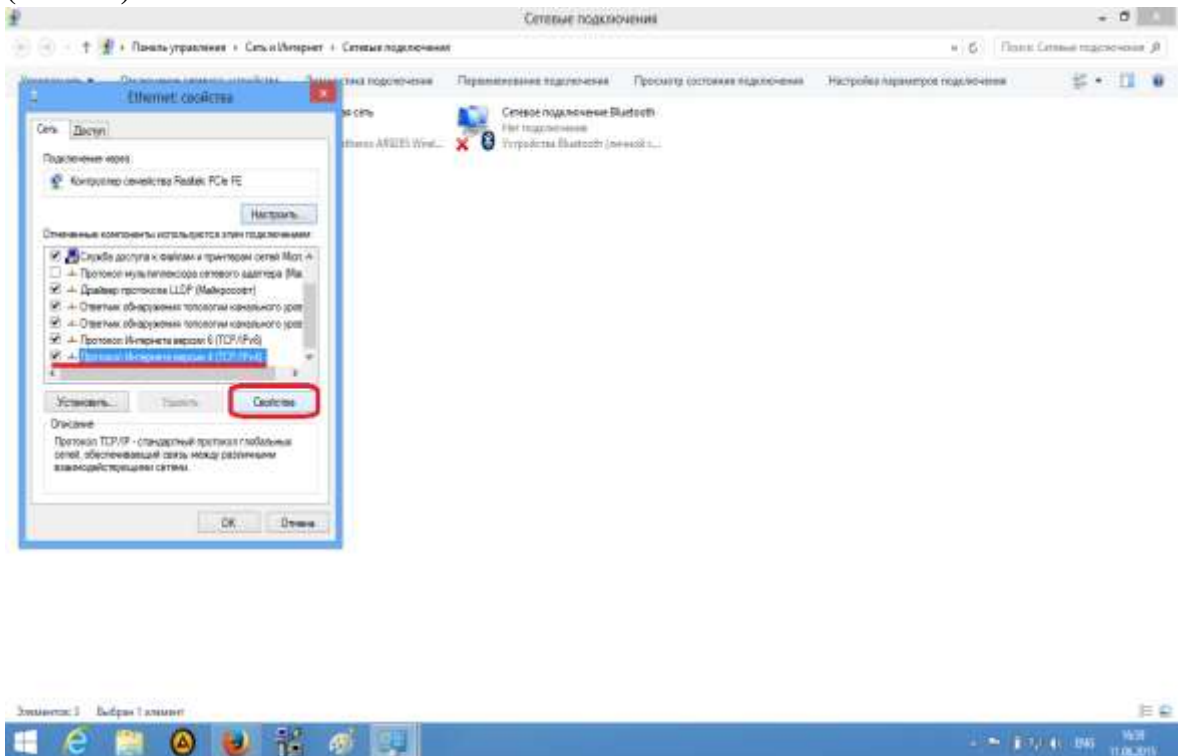 Сетевые подключения
Панель управления Сеть и Интернет Сетевые подключения
Поиск: Сетевые подключения
Переименование подключения Просмотр состояния подключения Настройка параметров подключения
Ethernet: свойства
Сеть Доступ
Подключение через:
Контроллер семейства Realtek PCIe FE
Настроить...
Отмеченные компоненты используются этим подключением:
Служба доступа к файлам и принтерам сетей Micr
Протокол мультиплексора сетевого адаптера (Ma
Драйвер протокола LLDP (Майкрософт)
Ответчик обнаружения топологии канального уров
Ответчик обнаружения топологии канального уров
Протокол Интернета версии 6 (TCP/IPv6)
Протокол Интернета версии 4 (TCP/IPv4)
Установить... Удалить Свойства
Описание
Протокол TCP/IP - стандартный протокол глобальных
сетей, обеспечивающий связь между различными
взаимодействующими сетями.
OK Отмена
Сетевое подключение Bluetooth
Нет подключения
Устройства Bluetooth (личной с...
Элементов: 3 Выбран 1 элемент
ENG